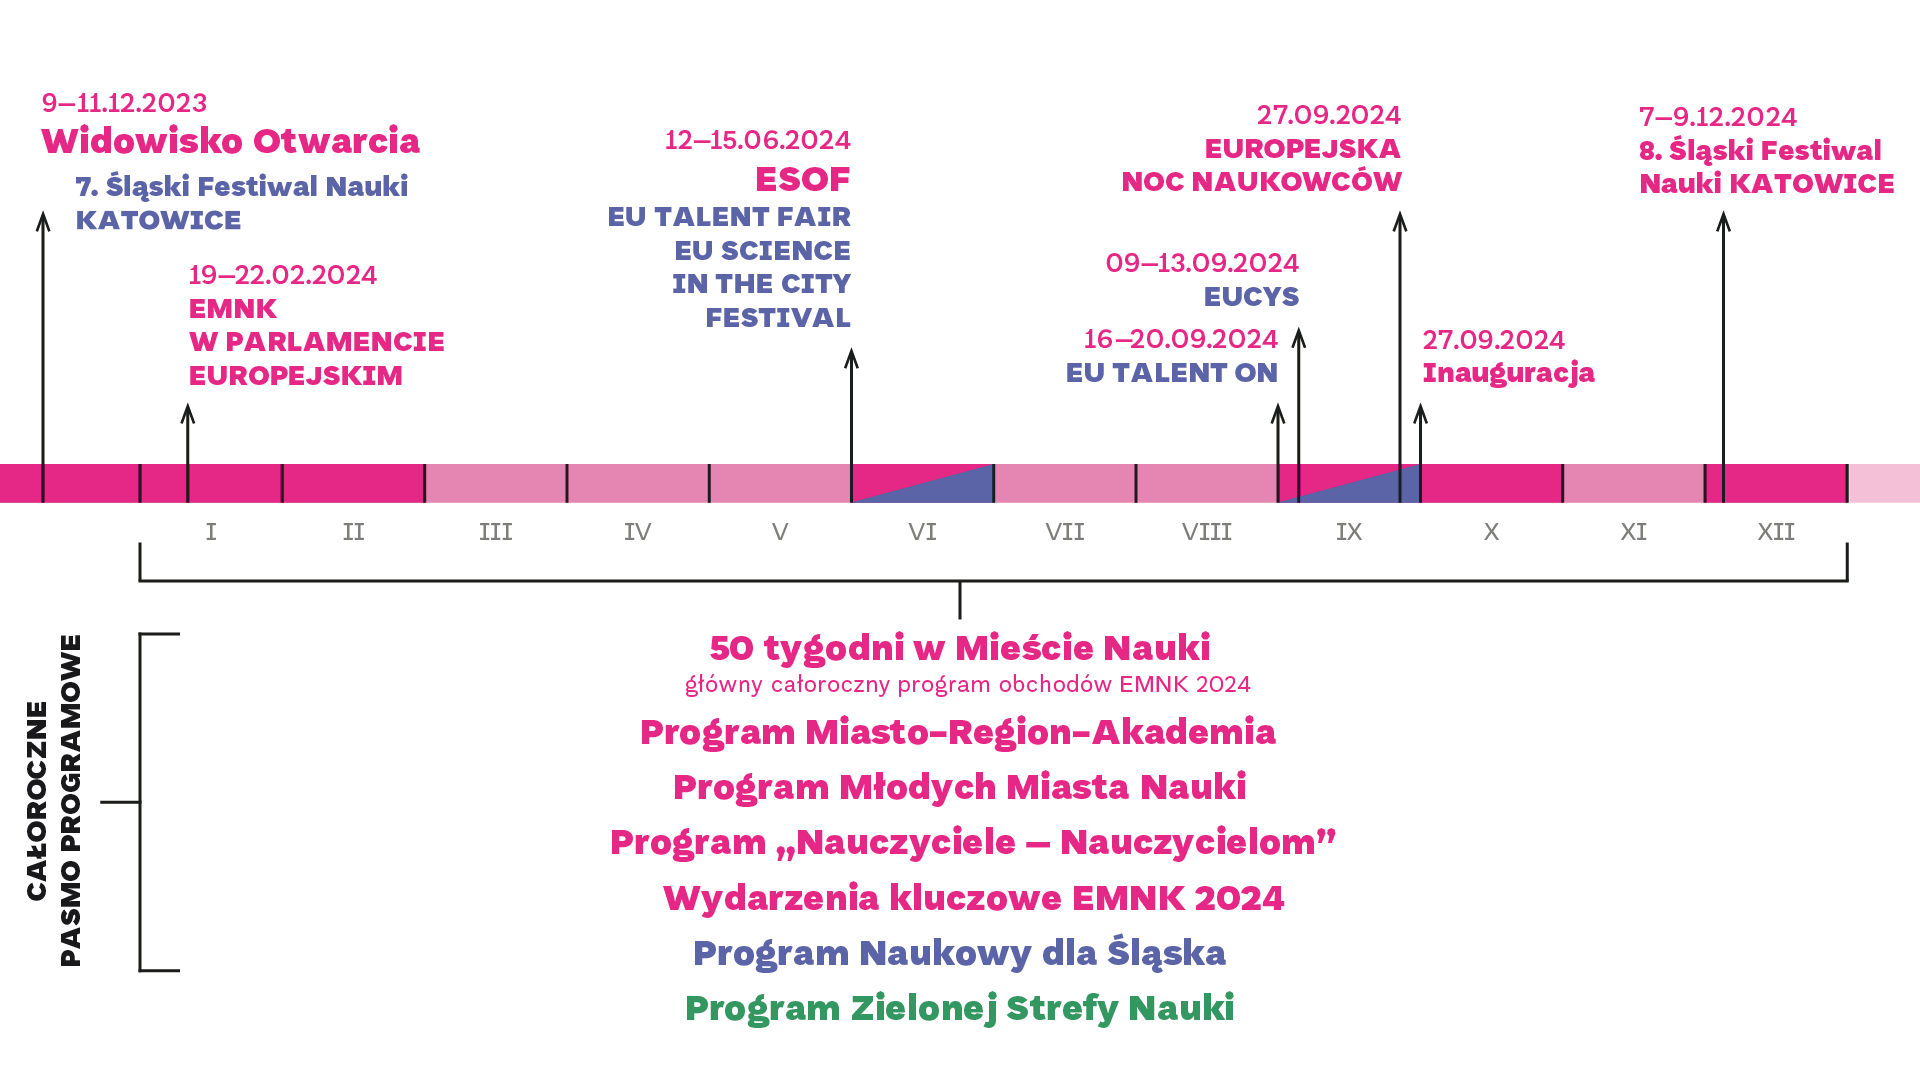 9–11.12.2023
Widowisko Otwarcia
7. Śląski Festiwal Nauki
KATOWICE
19–22.02.2024
EMNK
W PARLAMENCIE
EUROPEJSKIM
12–15.06.2024
ESOF
EU TALENT FAIR
EU SCIENCE
IN THE CITY
FESTIVAL
27.09.2024
EUROPEJSKA
NOC NAUKOWCÓW
09–13.09.2024
EUCYS
16–20.09.2024
EU TALENT ON
27.09.2024
Inauguracja
7–9.12.2024
8. Śląski Festiwal
Nauki KATOWICE
I II III IV V VI VII VIII IX X XI XII
CAŁOROCZNE
PASMO PROGRAMOWE
50 tygodni w Mieście Nauki
główny całoroczny program obchodów EMNK 2024
Program Miasto–Region–Akademia
Program Młodych Miasta Nauki
Program „Nauczyciele – Nauczycielom”
Wydarzenia kluczowe EMNK 2024
Program Naukowy dla Śląska
Program Zielonej Strefy Nauki